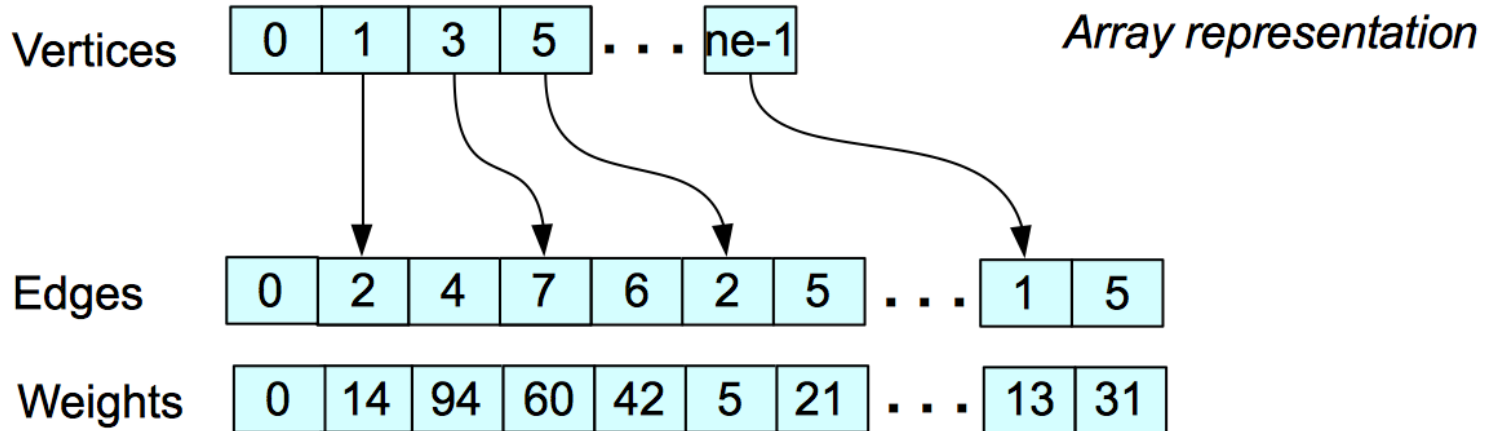 Vertices 0 1 3 5 . . . ne-1 Array representation
Edges 0 2 4 7 6 2 5 . . . 1 5
Weights 0 14 94 60 42 5 21 . . . 13 31